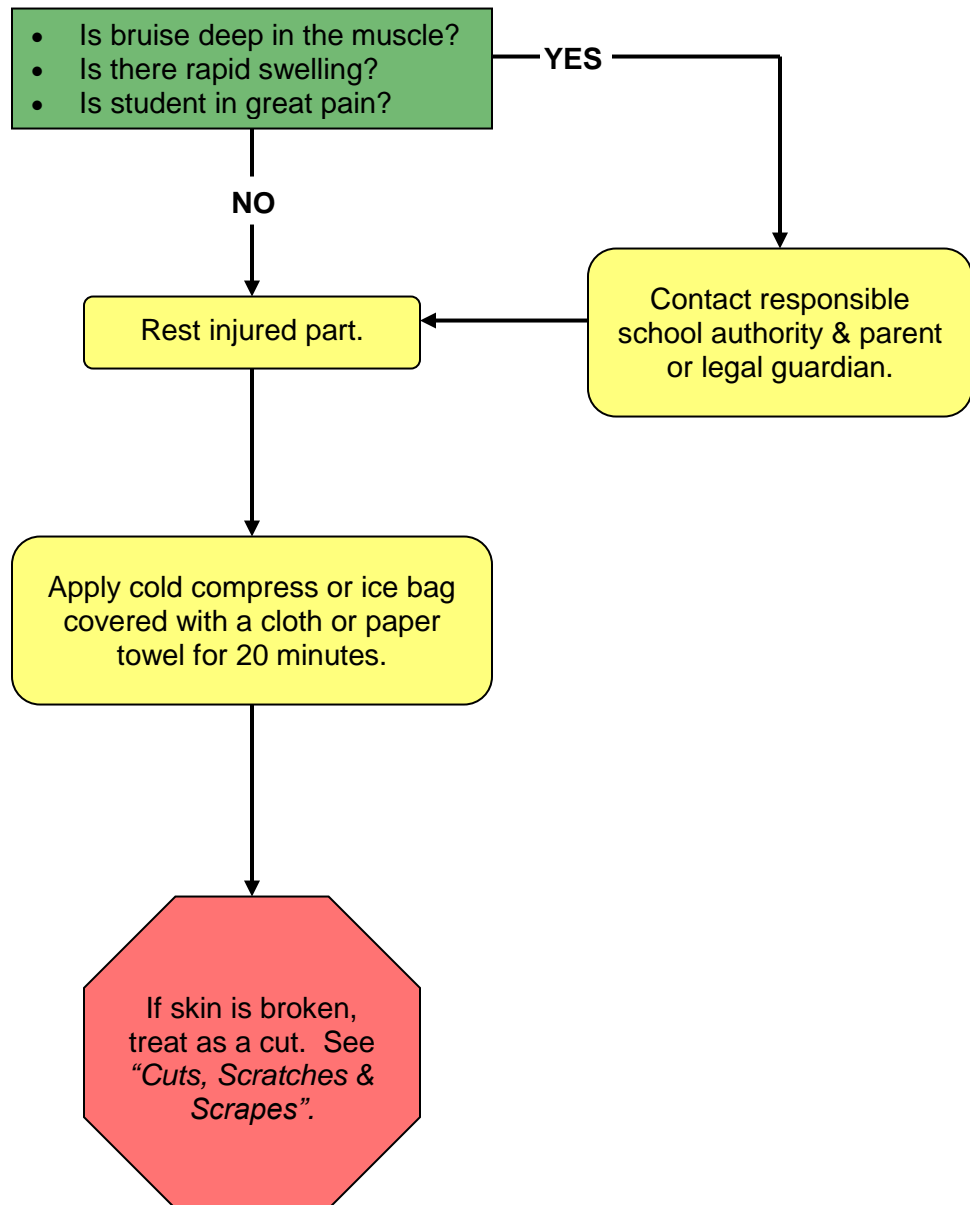 • Is bruise deep in the muscle?
• Is there rapid swelling?
• Is student in great pain?
YES
NO
Rest injured part.
Contact responsible
school authority & parent
or legal guardian.
Apply cold compress or ice bag
covered with a cloth or paper
towel for 20 minutes.
If skin is broken,
treat as a cut.  See
“Cuts, Scratches &
Scrapes”.